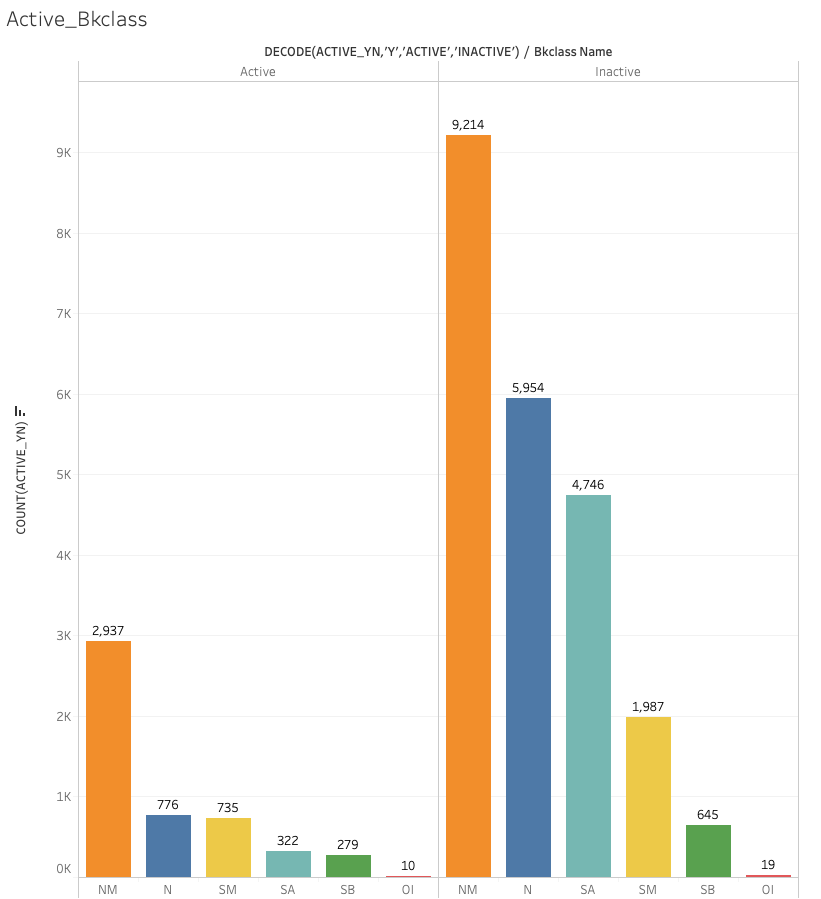 Active_Bkclass
DECODE(ACTIVE_YN,'Y','ACTIVE','INACTIVE') / Bkclass Name
Active Inactive
COUNT(ACTIVE_YN)
9K
8K
7K
6K
5K
4K
3K
2K
1K
0K
2,937
776
735
322
279
10
9,214
5,954
4,746
1,987
645
19
NM N SM SA SB OI NM N SA SM SB OI